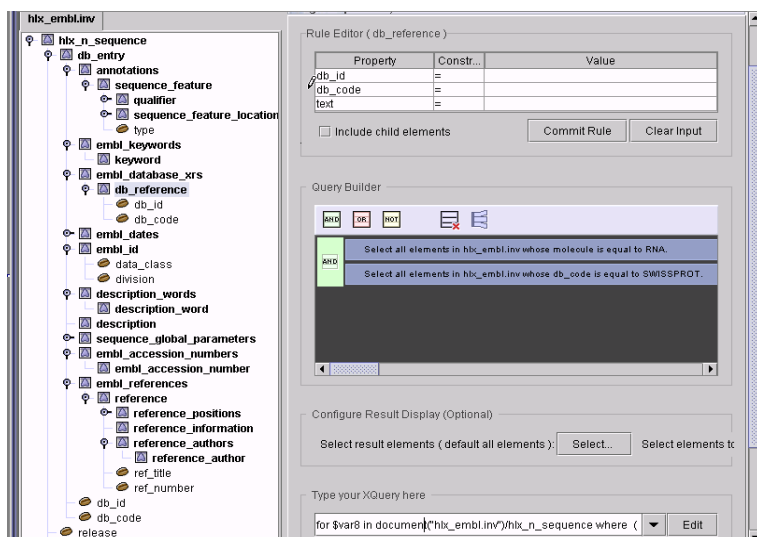 hlx_embl.inv
hlx_n_sequence
db_entry
annotations
sequence_feature
qualifier
sequence_feature_location
type
embl_keywords
keyword
embl_database_xrs
db_reference
db_id
db_code
embl_dates
embl_id
data_class
division
description_words
description_word
description
sequence_global_parameters
embl_accession_numbers
embl_accession_number
embl_references
reference
reference_positions
reference_information
reference_authors
reference_author
ref_title
ref_number
db_id
db_code
release
Rule Editor ( db_reference )
Property Constr... Value
db_id =
db_code =
text =
Include child elements Commit Rule Clear Input
Query Builder
AND OR NOT
AND
Select all elements in hlx_embl.inv whose molecule is equal to RNA.
Select all elements in hlx_embl.inv whose db_code is equal to SWISSPROT.
Configure Result Display (Optional)
Select result elements ( default all elements ): Select... Select elements to
Type your XQuery here
for $var8 in document("hlx_embl.inv")/hlx_n_sequence where ( Edit